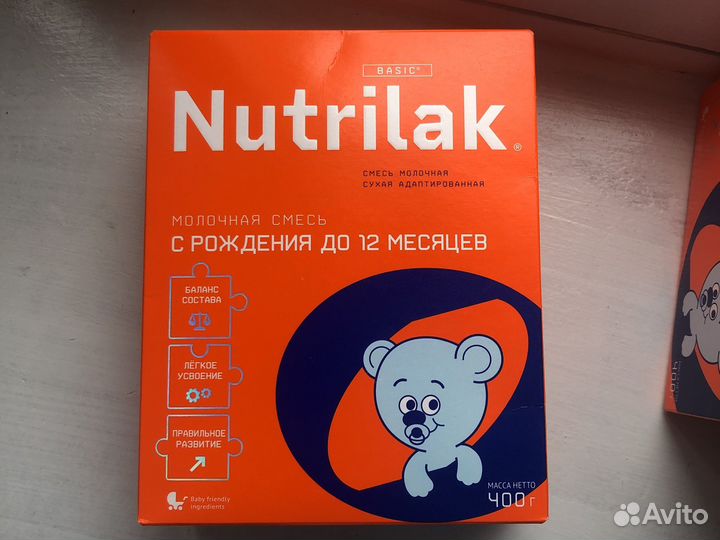 BASIC®
Nutrilak®
СМЕСЬ МОЛОЧНАЯ
СУХАЯ АДАПТИРОВАННАЯ
МОЛОЧНАЯ СМЕСЬ
С РОЖДЕНИЯ ДО 12 МЕСЯЦЕВ
БАЛАНС
СОСТАВА
ЛЁГКОЕ
УСВОЕНИЕ
ПРАВИЛЬНОЕ
РАЗВИТИЕ
Baby friendly
ingredients
МАССА НЕТТО
400 г
400 г
Avito